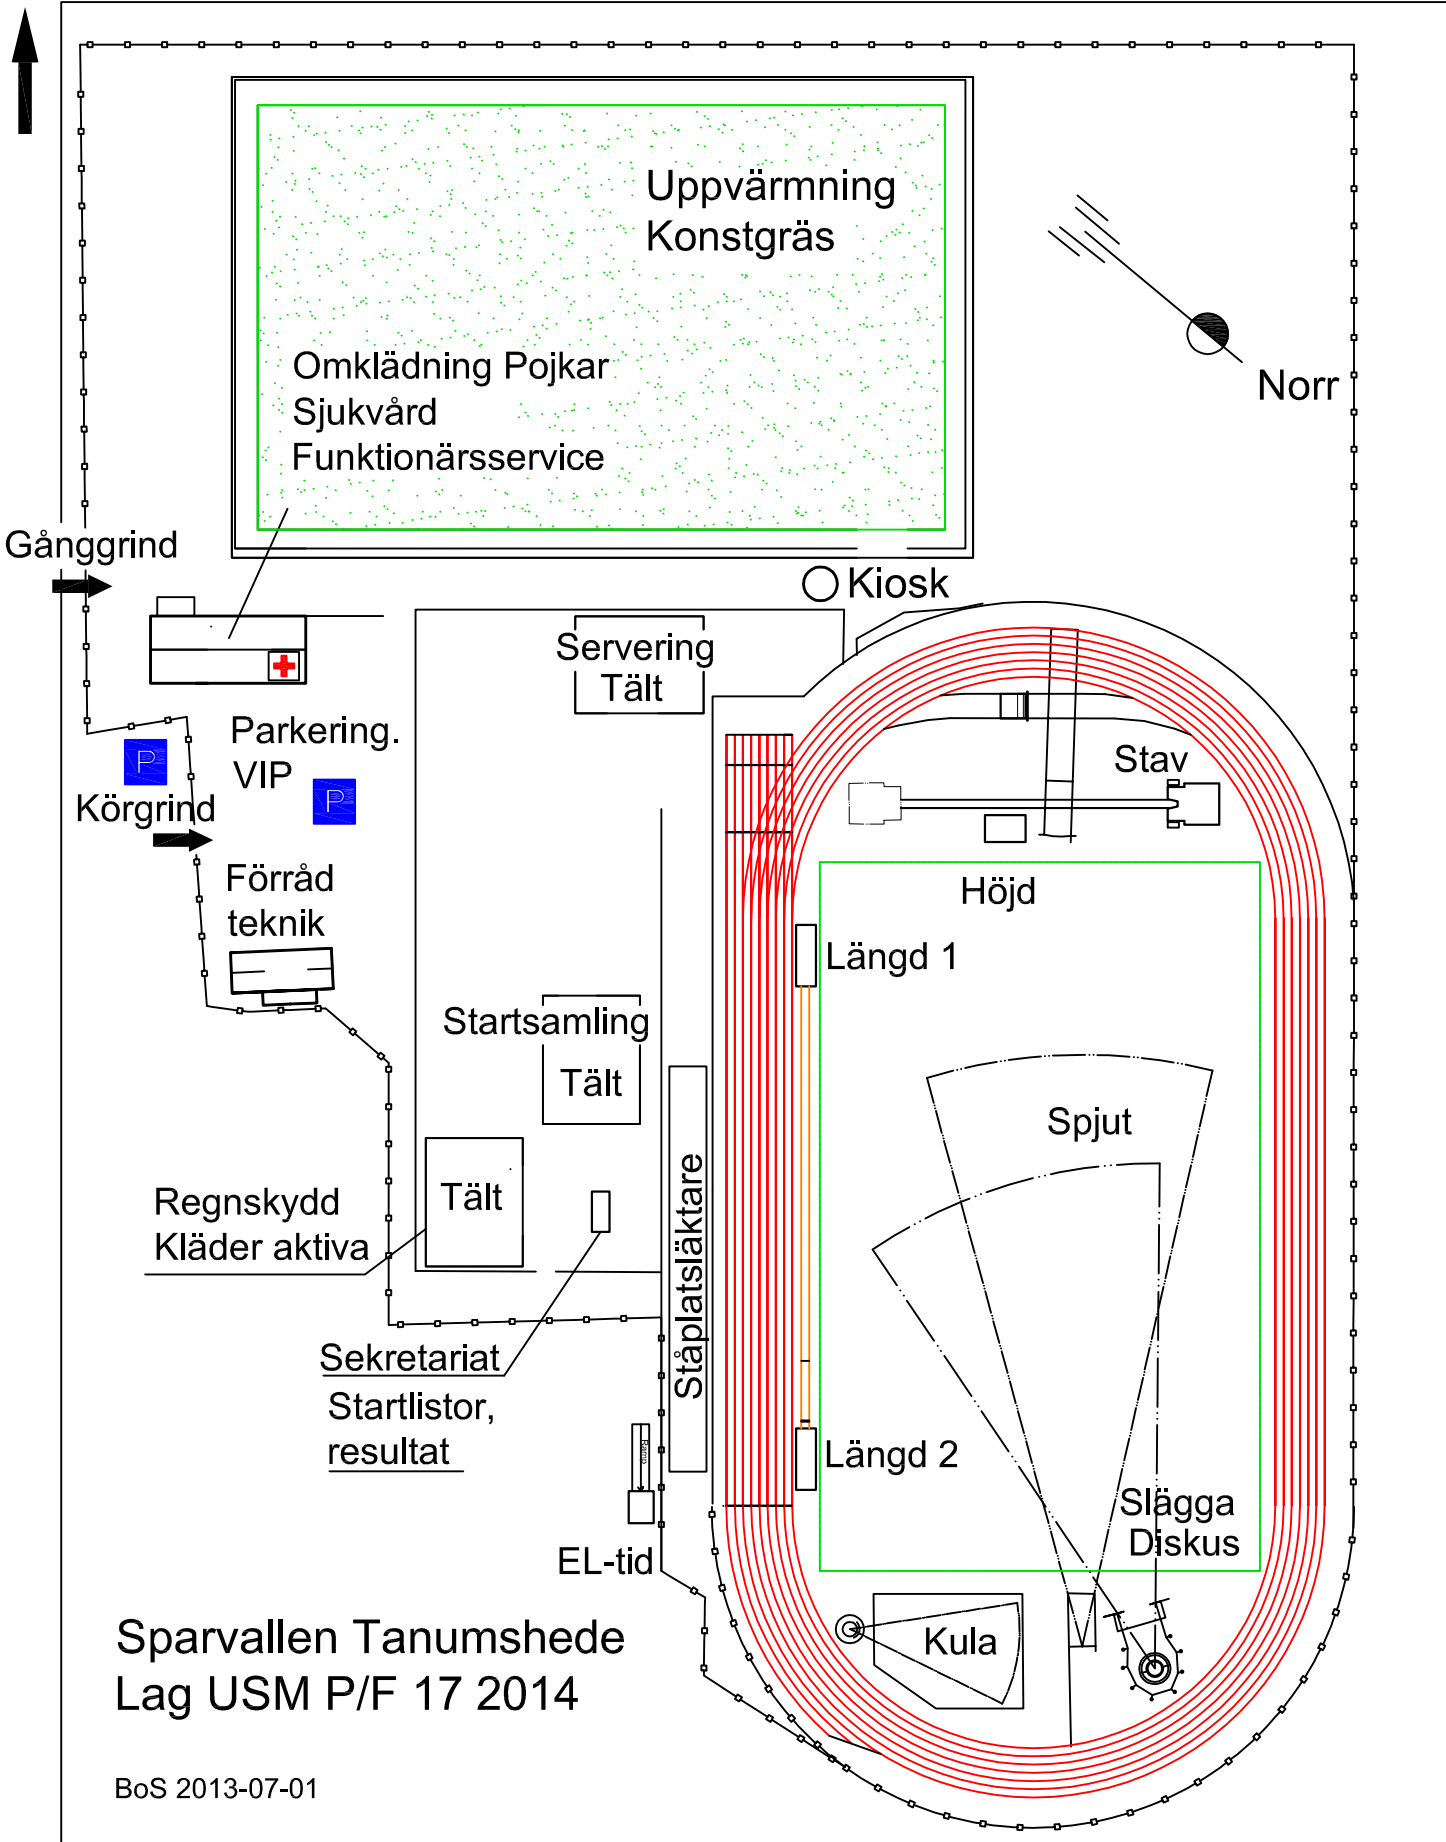 Uppvärmning
Konstgräs
Omklädning Pojkar
Sjukvård
Funktionärsservice
Norr
Gånggrind
Kiosk
Servering
Tält
Parkering.
VIP
P
P
Körgrind
Stav
Förråd
teknik
Höjd
Längd 1
Startsamling
Tält
Spjut
Tält
Regnskydd
Kläder aktiva
Ståplatsläktare
Sekretariat
Startlistor,
resultat
Ramp
Längd 2
Slägga
Diskus
EL-tid
Kula
Sparvallen Tanumshede
Lag USM P/F 17 2014
BoS 2013-07-01